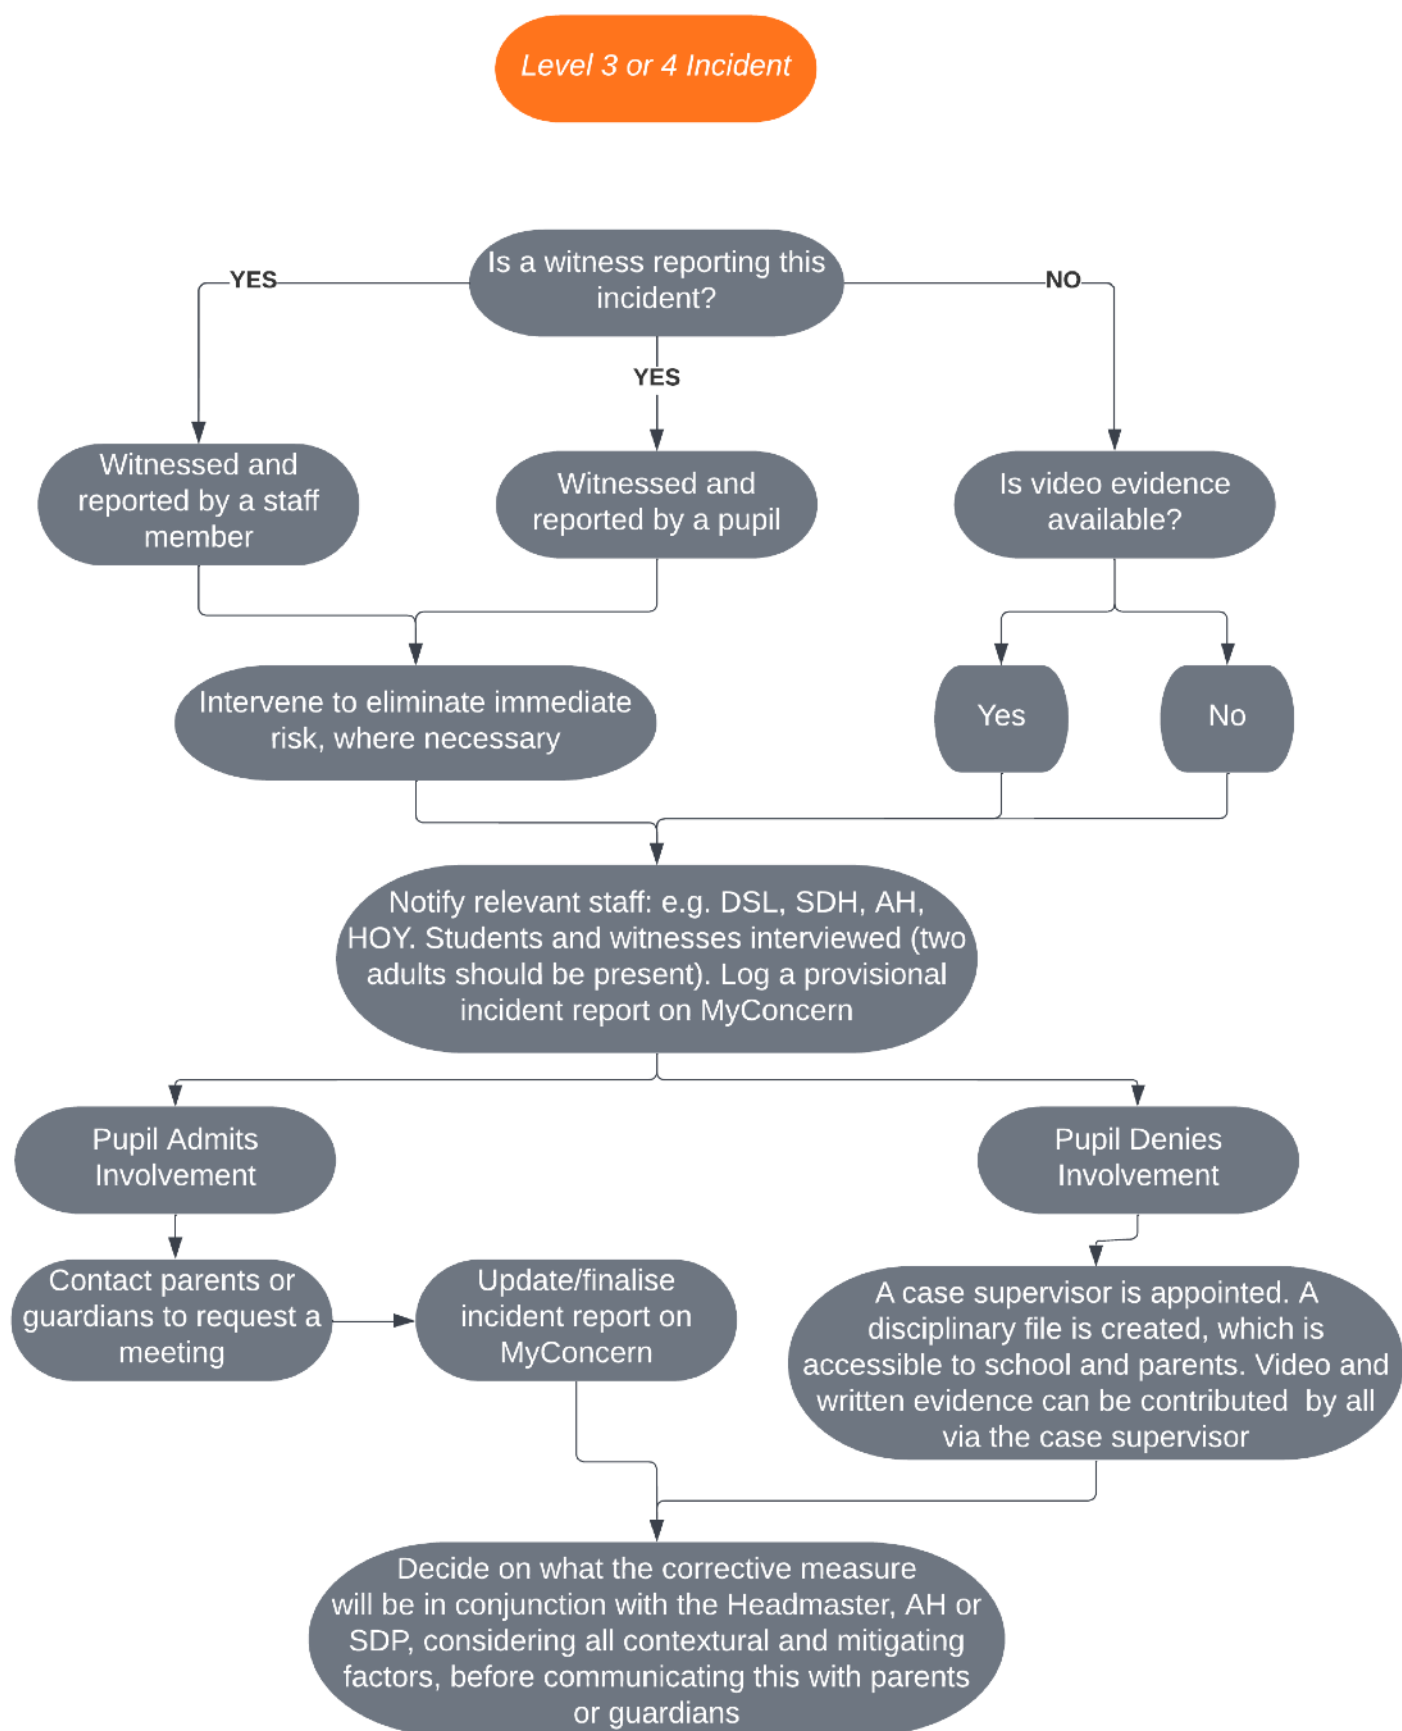 Level 3 or 4 Incident
Is a witness reporting this
incident?
YES
NO
YES
Witnessed and
reported by a staff
member
Witnessed and
reported by a pupil
Is video evidence
available?
Intervene to eliminate immediate
risk, where necessary
Yes
No
Notify relevant staff: e.g. DSL, SDH, AH,
HOY. Students and witnesses interviewed (two
adults should be present). Log a provisional
incident report on MyConcern
Pupil Admits
Involvement
Pupil Denies
Involvement
Contact parents or
guardians to request a
meeting
Update/finalise
incident report on
MyConcern
A case supervisor is appointed. A
disciplinary file is created, which is
accessible to school and parents. Video and
written evidence can be contributed  by all
via the case supervisor
Decide on what the corrective measure
will be in conjunction with the Headmaster, AH or
SDP, considering all contextural and mitigating
factors, before communicating this with parents
or guardians